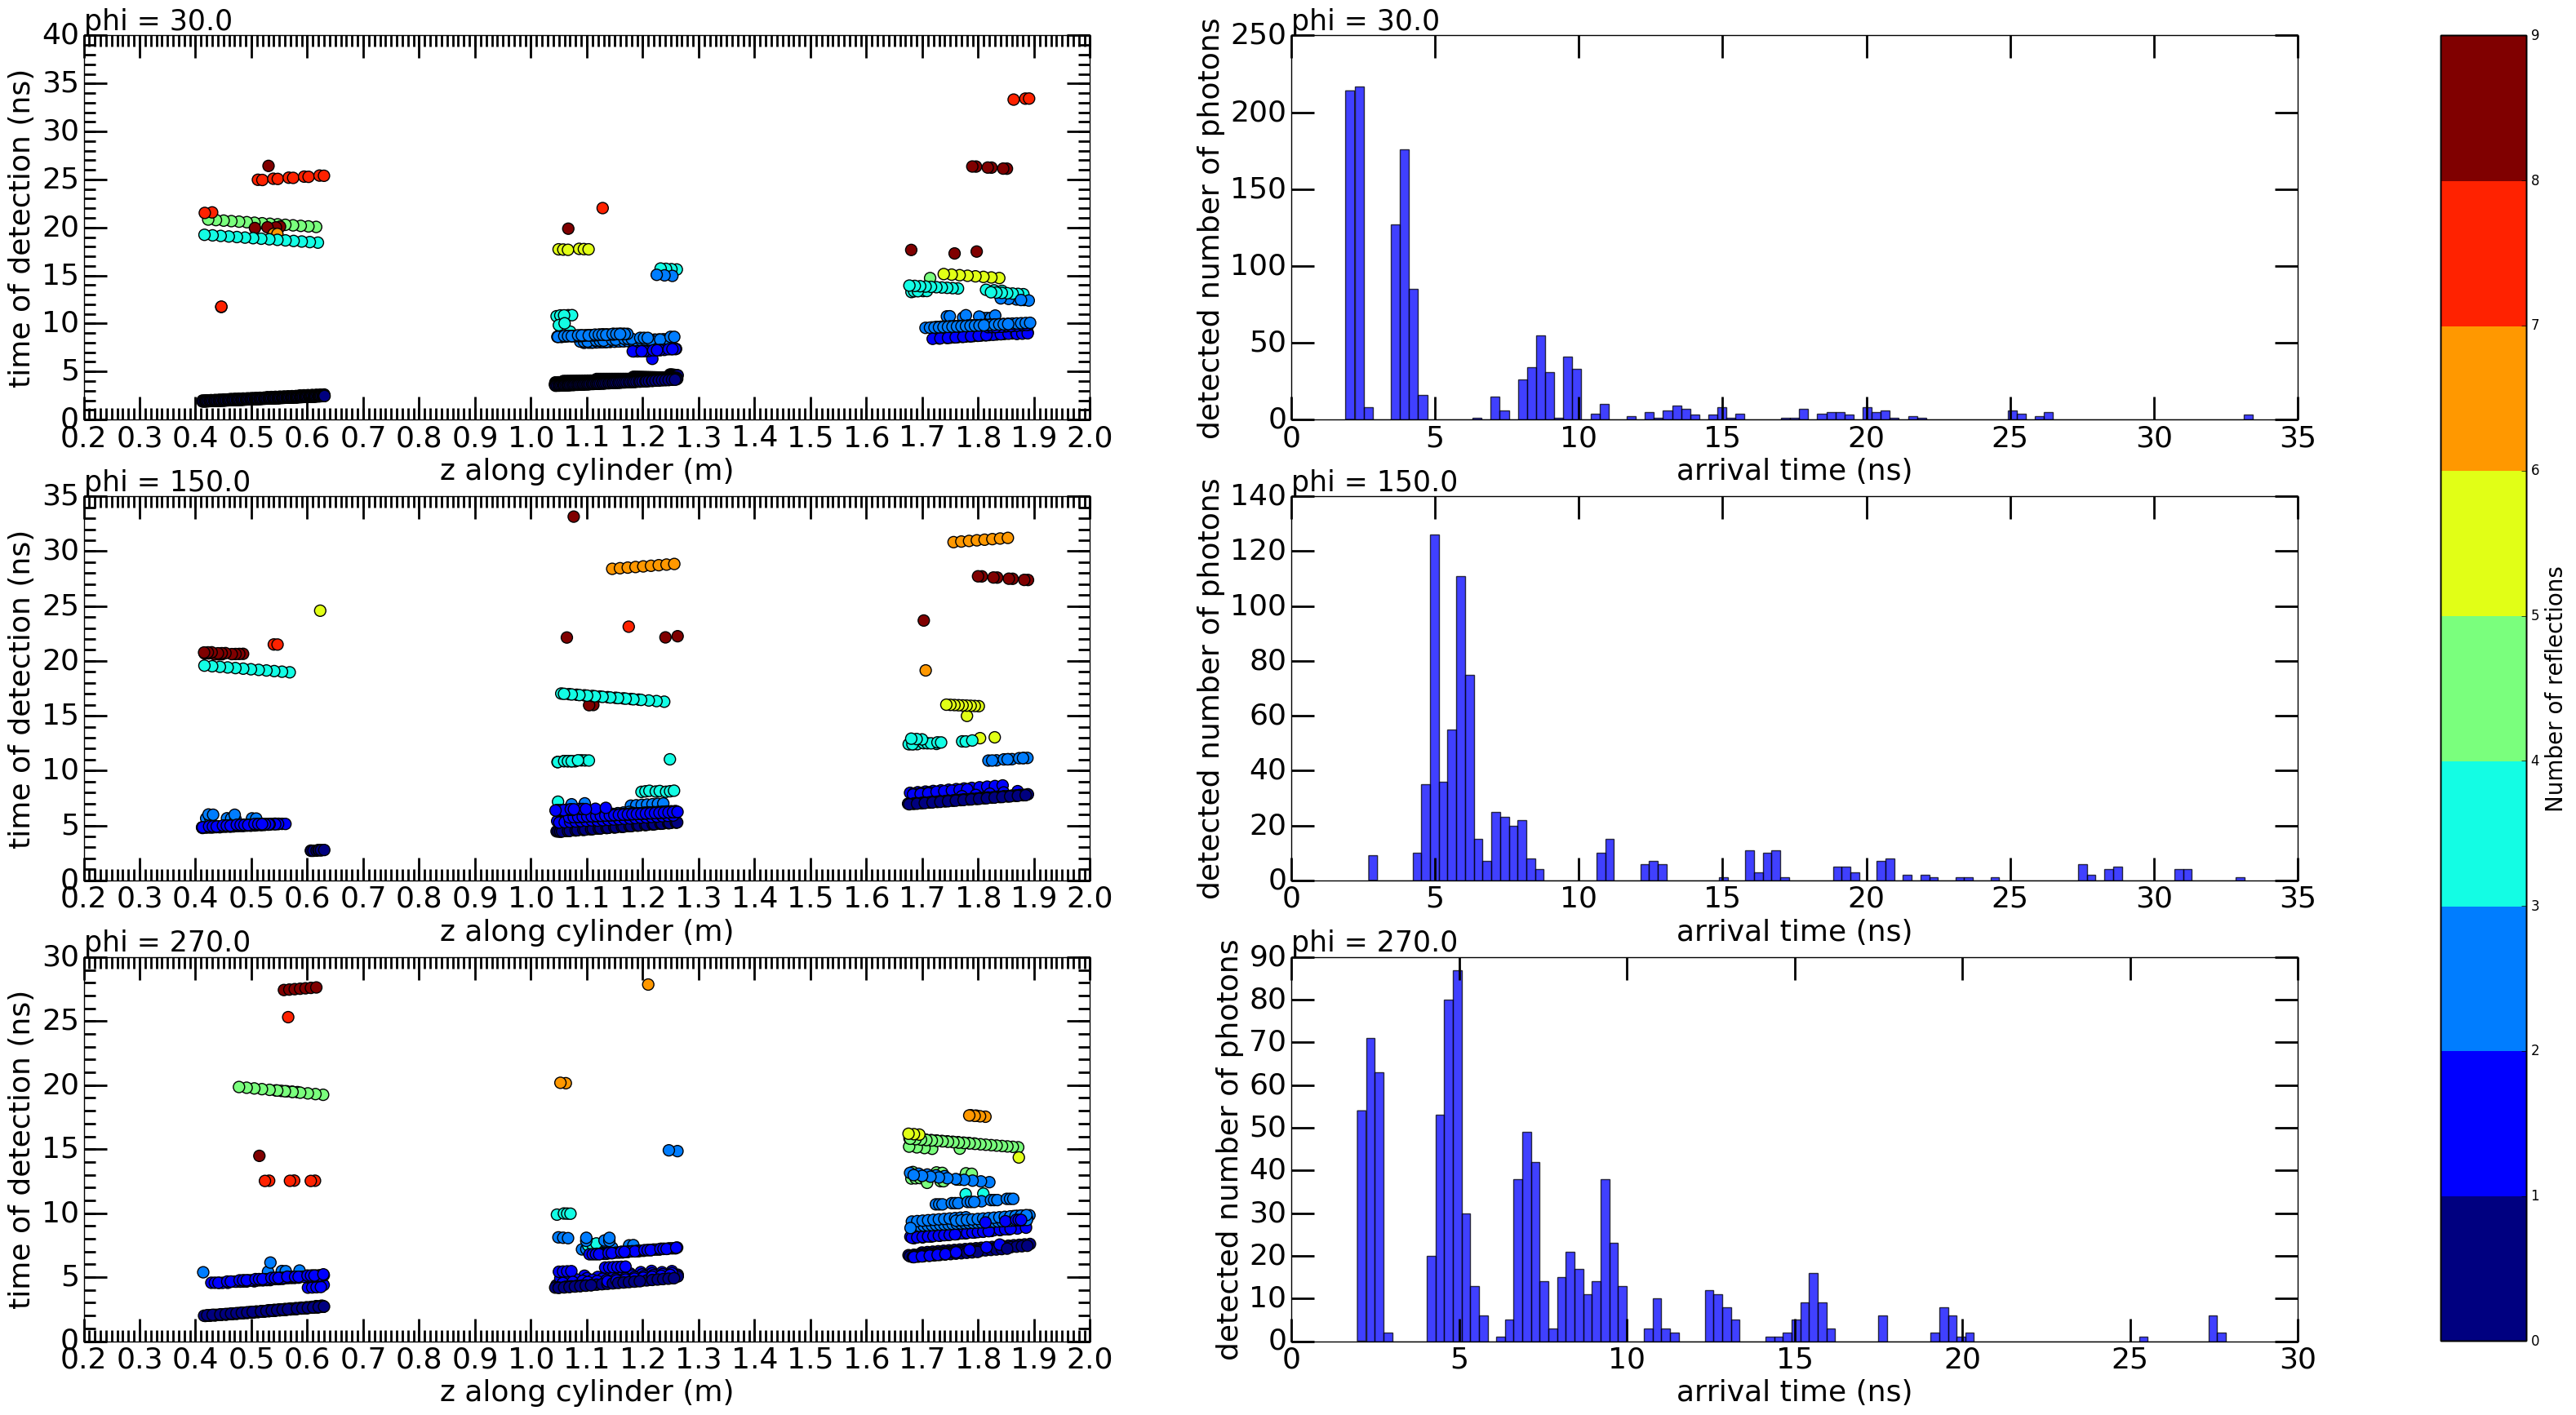 phi = 30.0
time of detection (ns)
40
35
30
25
20
15
10
5
0
0.2 0.3 0.4 0.5 0.6 0.7 0.8 0.9 1.0 1.1 1.2 1.3 1.4 1.5 1.6 1.7 1.8 1.9 2.0
z along cylinder (m)
phi = 30.0
detected number of photons
250
200
150
100
50
0
0 5 10 15 20 25 30 35
arrival time (ns)
phi = 150.0
time of detection (ns)
35
30
25
20
15
10
5
0
0.2 0.3 0.4 0.5 0.6 0.7 0.8 0.9 1.0 1.1 1.2 1.3 1.4 1.5 1.6 1.7 1.8 1.9 2.0
z along cylinder (m)
phi = 150.0
detected number of photons
140
120
100
80
60
40
20
0
0 5 10 15 20 25 30 35
arrival time (ns)
phi = 270.0
time of detection (ns)
30
25
20
15
10
5
0
0.2 0.3 0.4 0.5 0.6 0.7 0.8 0.9 1.0 1.1 1.2 1.3 1.4 1.5 1.6 1.7 1.8 1.9 2.0
z along cylinder (m)
phi = 270.0
detected number of photons
90
80
70
60
50
40
30
20
10
0
0 5 10 15 20 25 30
arrival time (ns)
9
8
7
6
5
4
3
2
1
0
Number of reflections